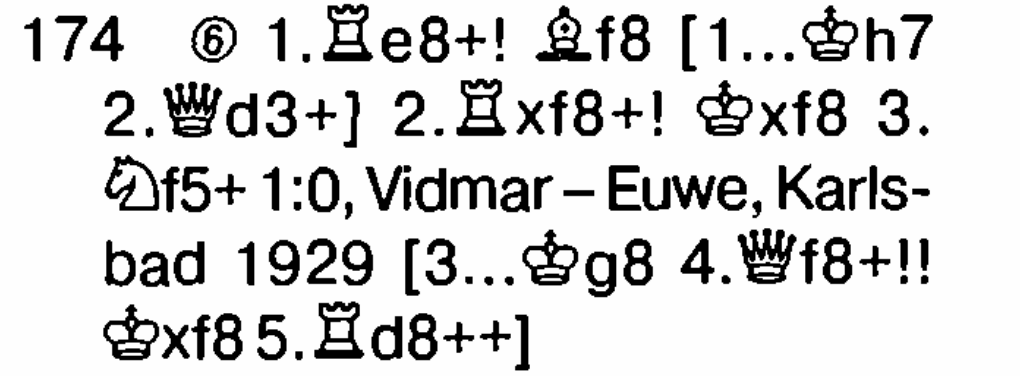 174 ⑥ 1.♖e8+! ♗f8 [1...♔h7
2.♕d3+] 2.♖xf8+! ♔xf8 3.
♘f5+ 1:0, Vidmar – Euwe, Karls-
bad 1929 [3...♔g8 4.♕f8+!!
♔xf8 5.♖d8++]